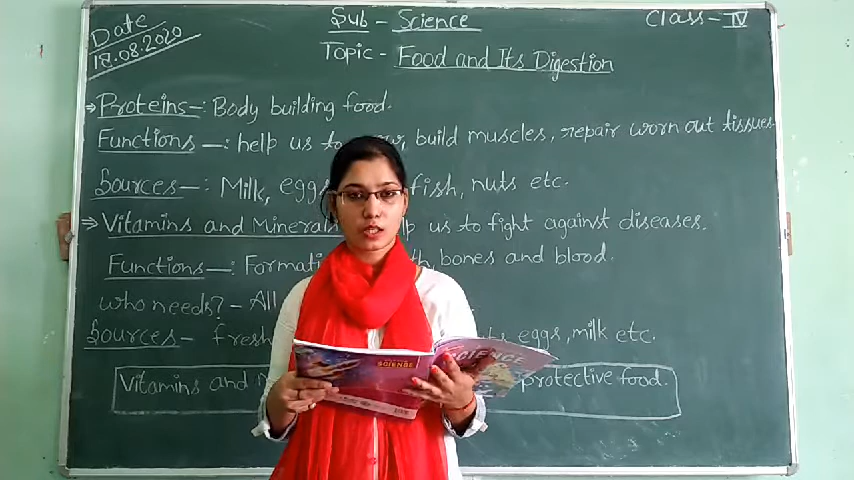 Date
18.08.2020
Sub - Science
Class - IV
Topic - Food and Its Digestion
→ Proteins -: Body building food.
Functions -: help us to build muscles, repair worn out tissues.
Sources -: Milk, eggs fish, nuts etc.
→ Vitamins and Minerals us to fight against diseases.
Functions -: bones and blood.
who needs? - All
Sources - fresh eggs, milk etc.
Vitamins and protective food.
SCIENCE
SCIENCE